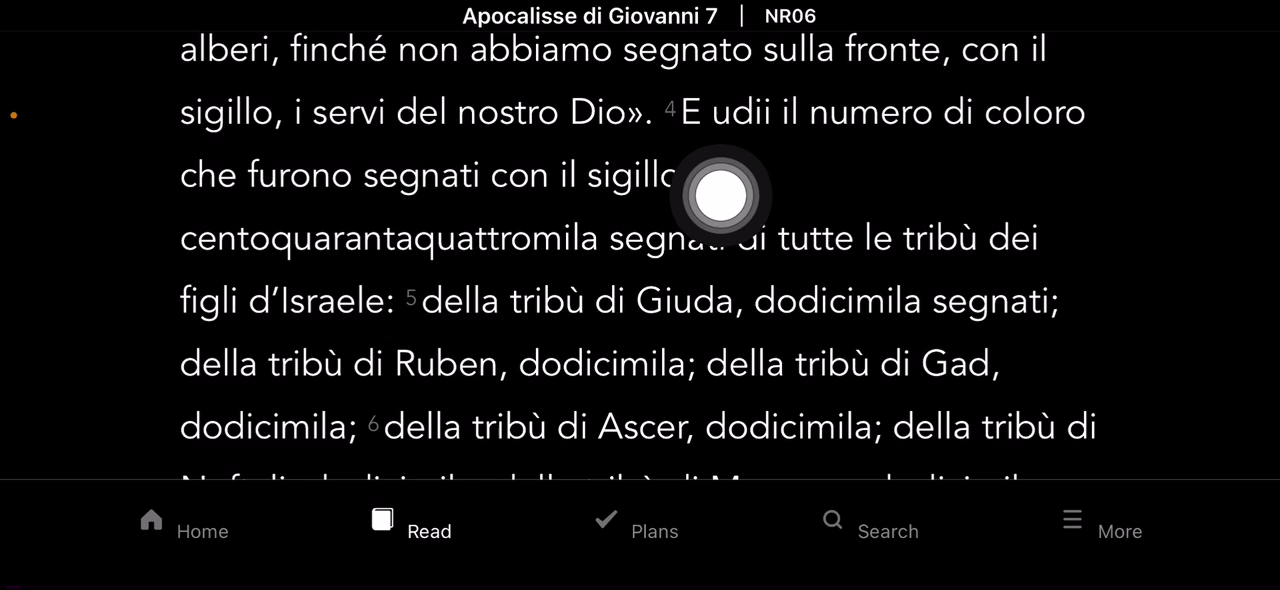 Apocalisse di Giovanni 7 | NR06
alberi, finché non abbiamo segnato sulla fronte, con il
sigillo, i servi del nostro Dio». 4 E udii il numero di coloro
che furono segnati con il sigillo
centoquarantaquattromila segnati di tutte le tribù dei
figli d’Israele: 5 della tribù di Giuda, dodicimila segnati;
della tribù di Ruben, dodicimila; della tribù di Gad,
dodicimila; 6 della tribù di Ascer, dodicimila; della tribù di
Home
Read
Plans
Search
More